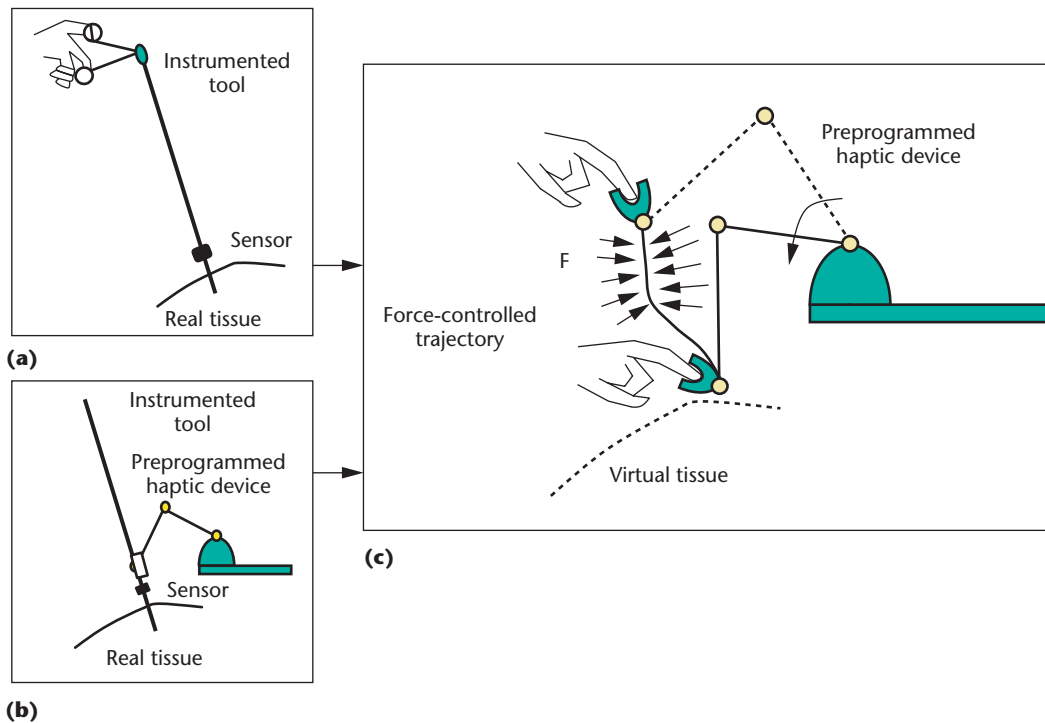 Instrumented
tool
Sensor
Real tissue
(a)
Instrumented
tool
Preprogrammed
haptic device
Sensor
Real tissue
(b)
Preprogrammed
haptic device
F
Force-controlled
trajectory
Virtual tissue
(c)